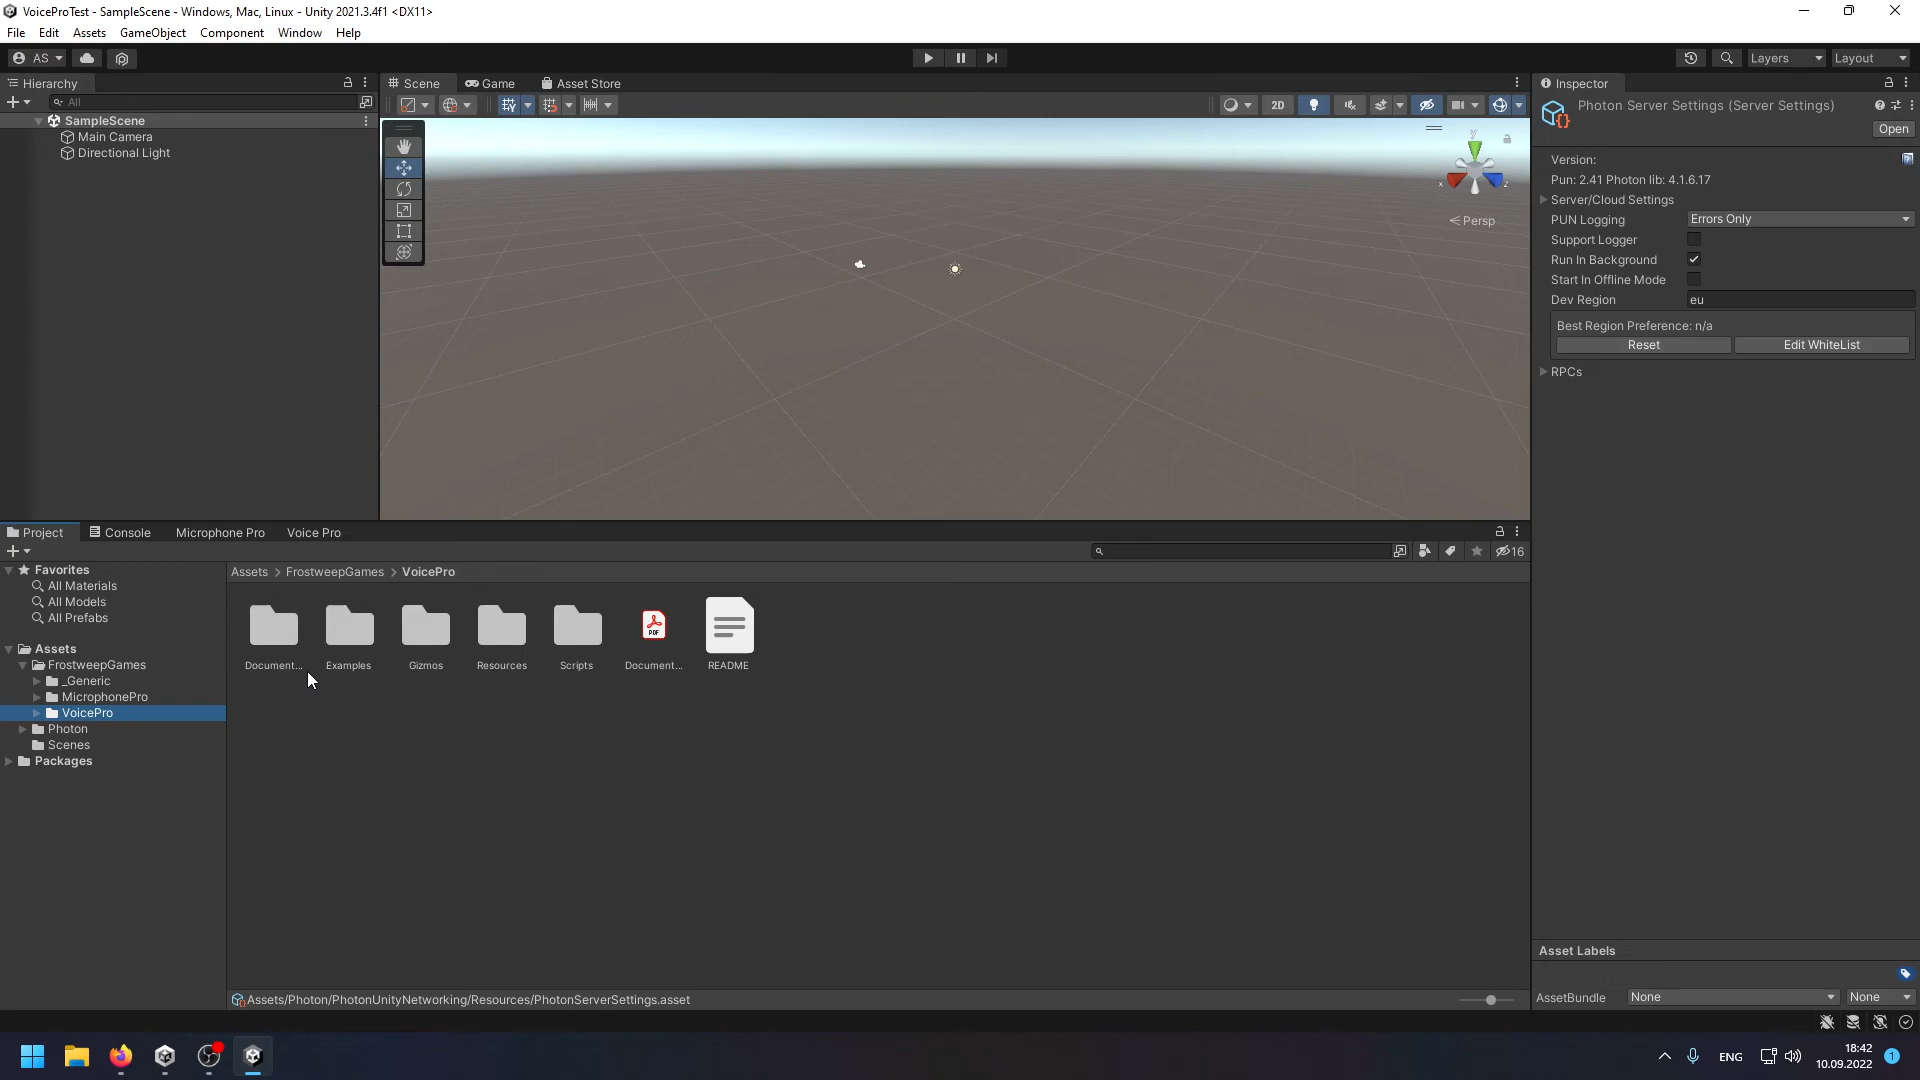 VoiceProTest - SampleScene - Windows, Mac, Linux - Unity 2021.3.4f1 <DX11>
File Edit Assets GameObject Component Window Help
AS Layers Layout
Hierarchy
All
SampleScene
Main Camera
Directional Light
Scene Game Asset Store
2D
y
x z
Persp
Inspector
Photon Server Settings (Server Settings)
Open
Version:
Pun: 2.41 Photon lib: 4.1.6.17
Server/Cloud Settings
PUN Logging Errors Only
Support Logger
Run In Background
Start In Offline Mode
Dev Region eu
Best Region Preference: n/a
Reset Edit WhiteList
RPCs
Project Console Microphone Pro Voice Pro
16
Favorites
All Materials
All Models
All Prefabs
Assets
FrostweepGames
_Generic
MicrophonePro
VoicePro
Photon
Scenes
Packages
Assets > FrostweepGames > VoicePro
PDF
Document... Examples Gizmos Resources Scripts Document... README
Assets/Photon/PhotonUnityNetworking/Resources/PhotonServerSettings.asset
Asset Labels
AssetBundle None None
ENG
18:42
10.09.2022
1